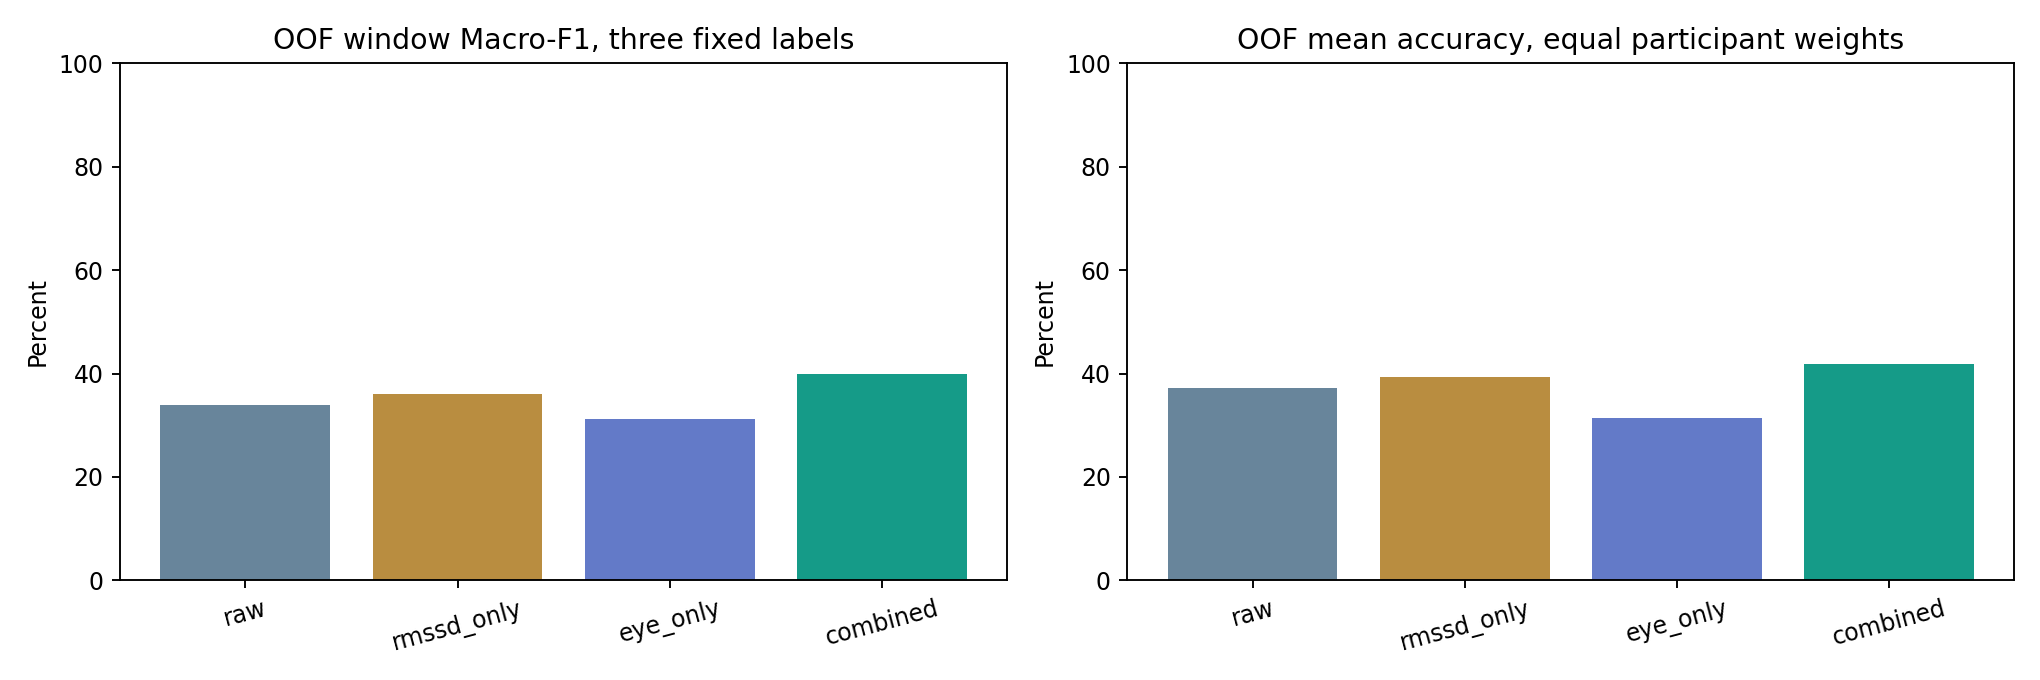 OOF window Macro-F1, three fixed labels
Percent
100
80
60
40
20
0
raw
rmssd_only
eye_only
combined
OOF mean accuracy, equal participant weights
Percent
100
80
60
40
20
0
raw
rmssd_only
eye_only
combined